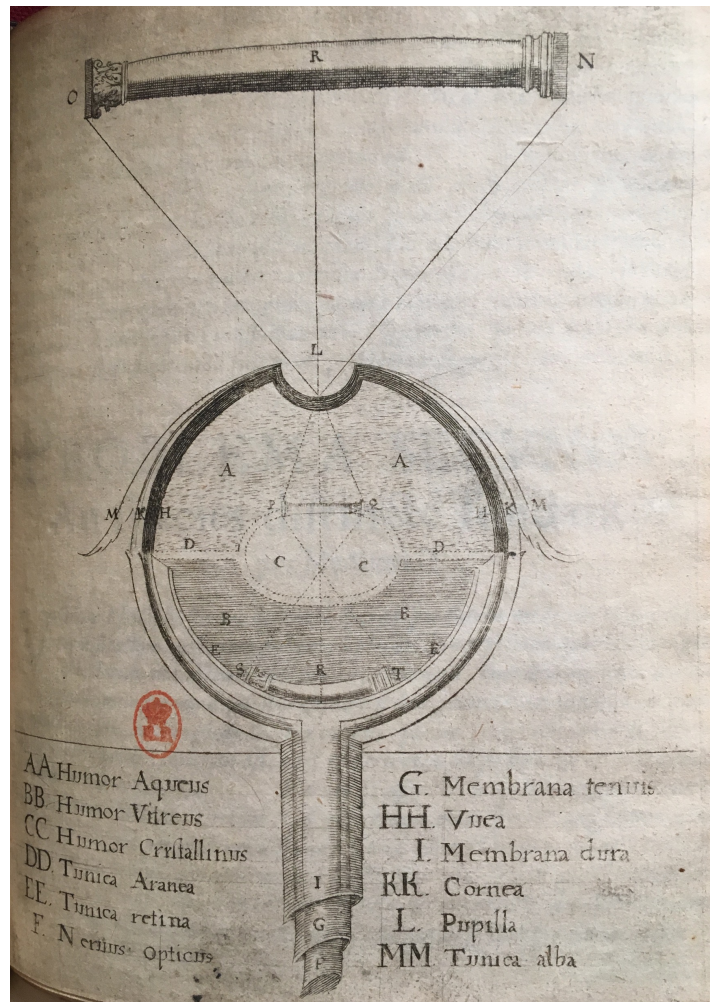 R
O N
L
A A
P Q
M K H H K M
D D
C C
B B
E E
S R T
I
G
F
AA Humor Aqueus
BB Humor Vitreus
CC Humor Crystallinus
DD Tunica Aranea
EE. Tunica retina
F. Nervus Opticus
G. Membrana tenuis
HH. Vuea
I. Membrana dura
KK. Cornea
L. Pupilla
MM Tunica alba